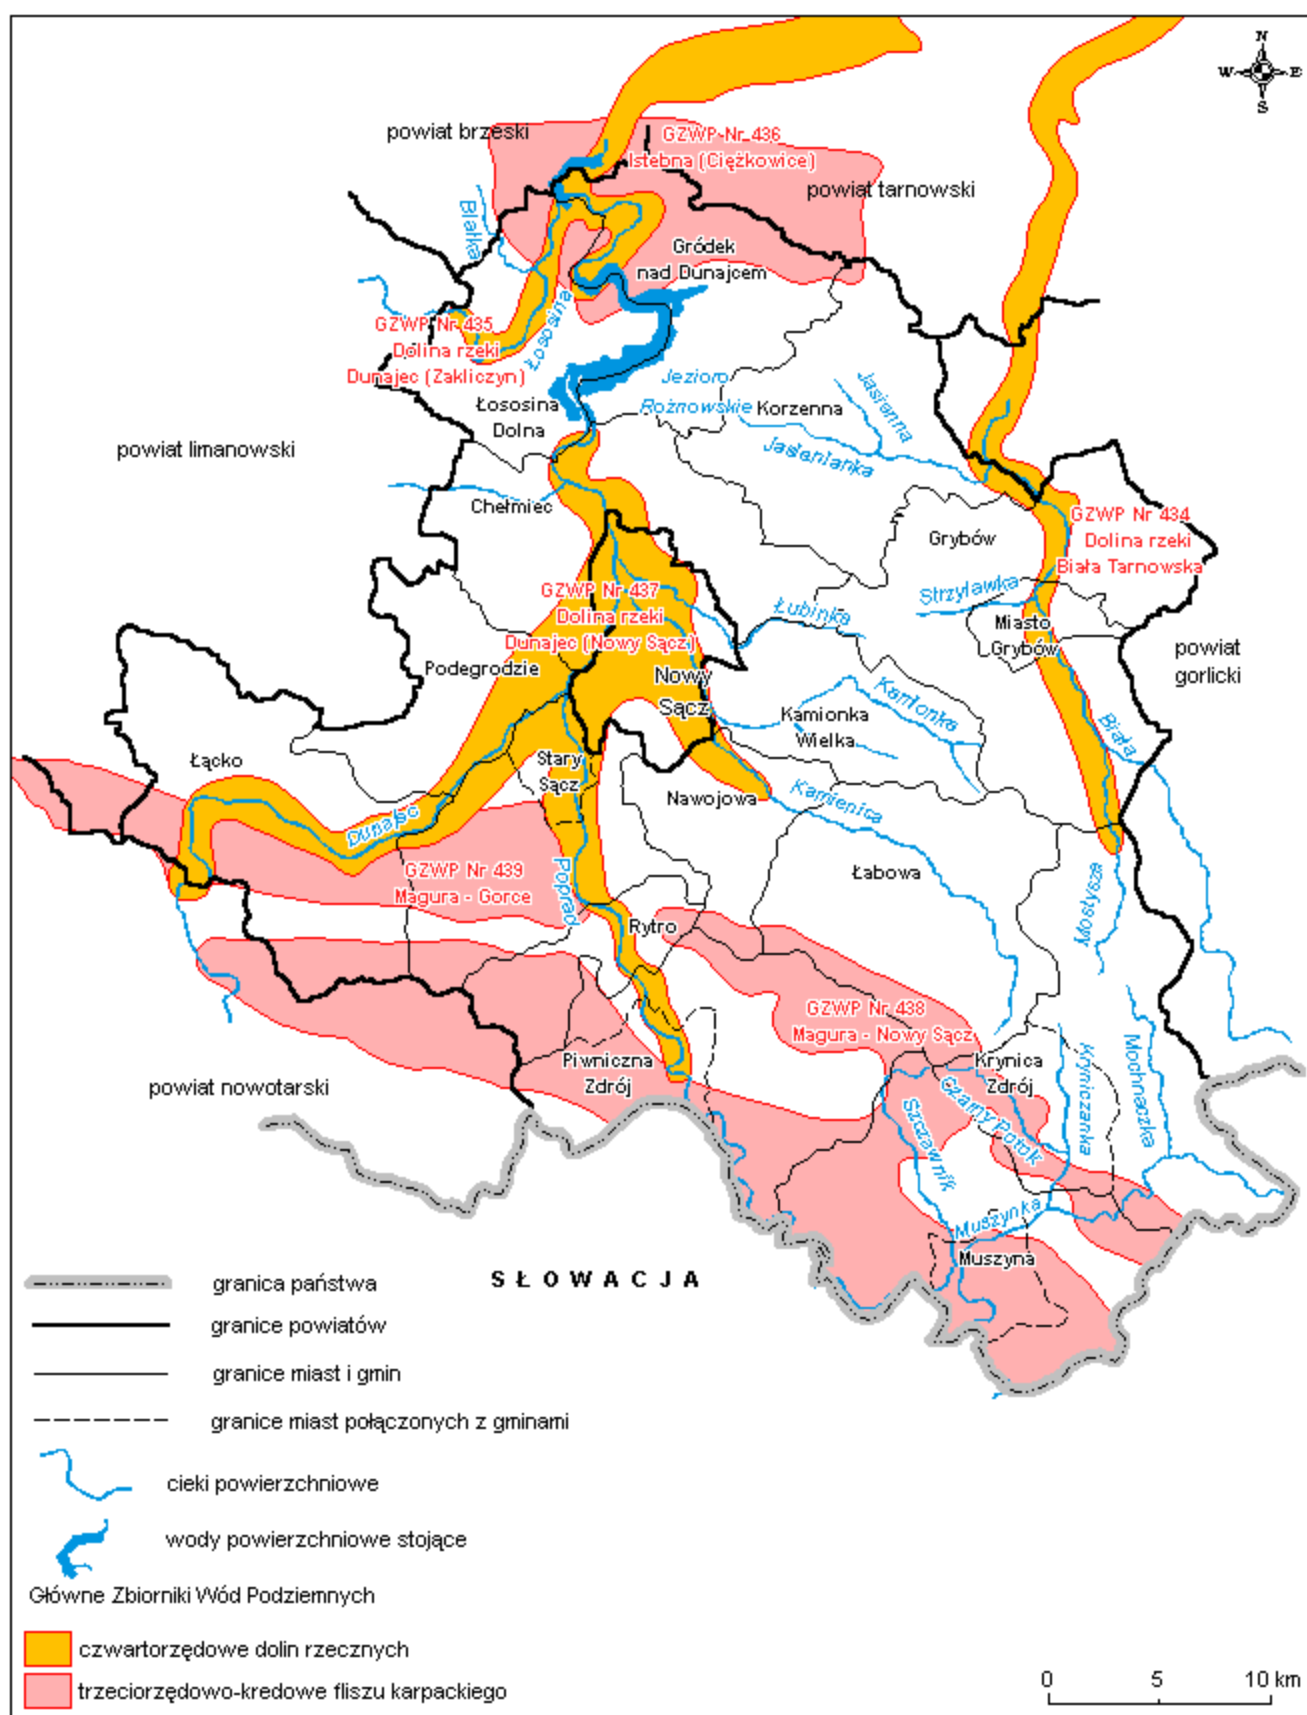 N
W E
S
powiat brzeski
GZWP Nr 436
Istebna (Ciężkowice)
powiat tarnowski
Białka
Gródek
nad Dunajcem
GZWP Nr 435
Dolina rzeki
Dunajec (Zakliczyn)
Łososina
Jezioro
Rożnowskie
Korzenna
Jasienna
Jasienianka
Łososina
Dolna
powiat limanowski
Chełmiec
Grybów
GZWP Nr 434
Dolina rzeki
Biała Tarnowska
GZWP Nr 437
Dolina rzeki
Dunajec (Nowy Sącz)
Strzylawka
Łubinka
Miasto
Grybów
powiat
gorlicki
Podegrodzie
Nowy
Sącz
Kamionka
Wielka
Kamionka
Biała
Łącko
Stary
Sącz
Nawojowa
Kamienica
Dunajec
GZWP Nr 439
Magura - Gorce
Poprad
Łabowa
Mostysza
Rytro
GZWP Nr 438
Magura - Nowy Sącz
Piwniczna
Zdrój
Krynica
Zdrój
Kryniczanka
Mochnaczka
powiat nowotarski
Szczawnik
Czarny Potok
Muszynka
Muszyna
SŁOWACJA
granica państwa
granice powiatów
granice miast i gmin
granice miast połączonych z gminami
cieki powierzchniowe
wody powierzchniowe stojące
Główne Zbiorniki Wód Podziemnych
czwartorzędowe dolin rzecznych
trzeciorzędowo-kredowe fliszu karpackiego
0 5 10 km